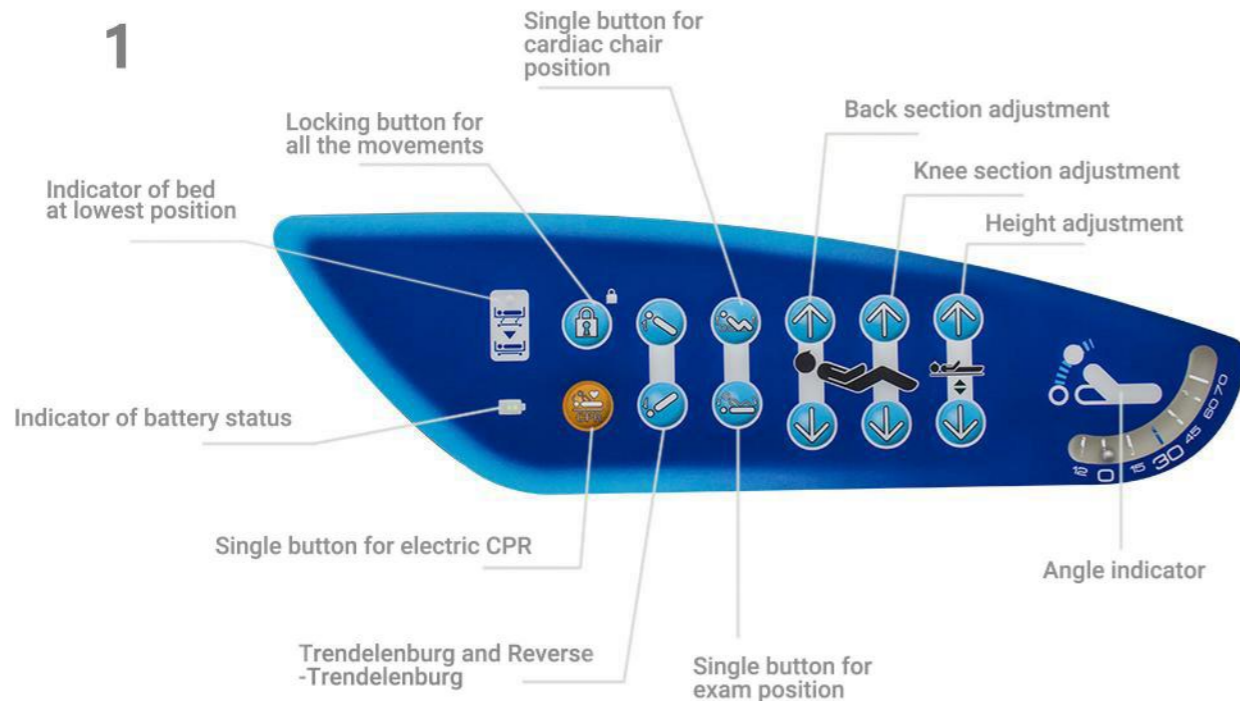 1
Single button for
cardiac chair
position
Back section adjustment
Locking button for
all the movements
Knee section adjustment
Indicator of bed
at lowest position
Height adjustment
Indicator of battery status
CPR
12 0 15 30 45 60 70
Single button for electric CPR
Angle indicator
Trendelenburg and Reverse
-Trendelenburg
Single button for
exam position